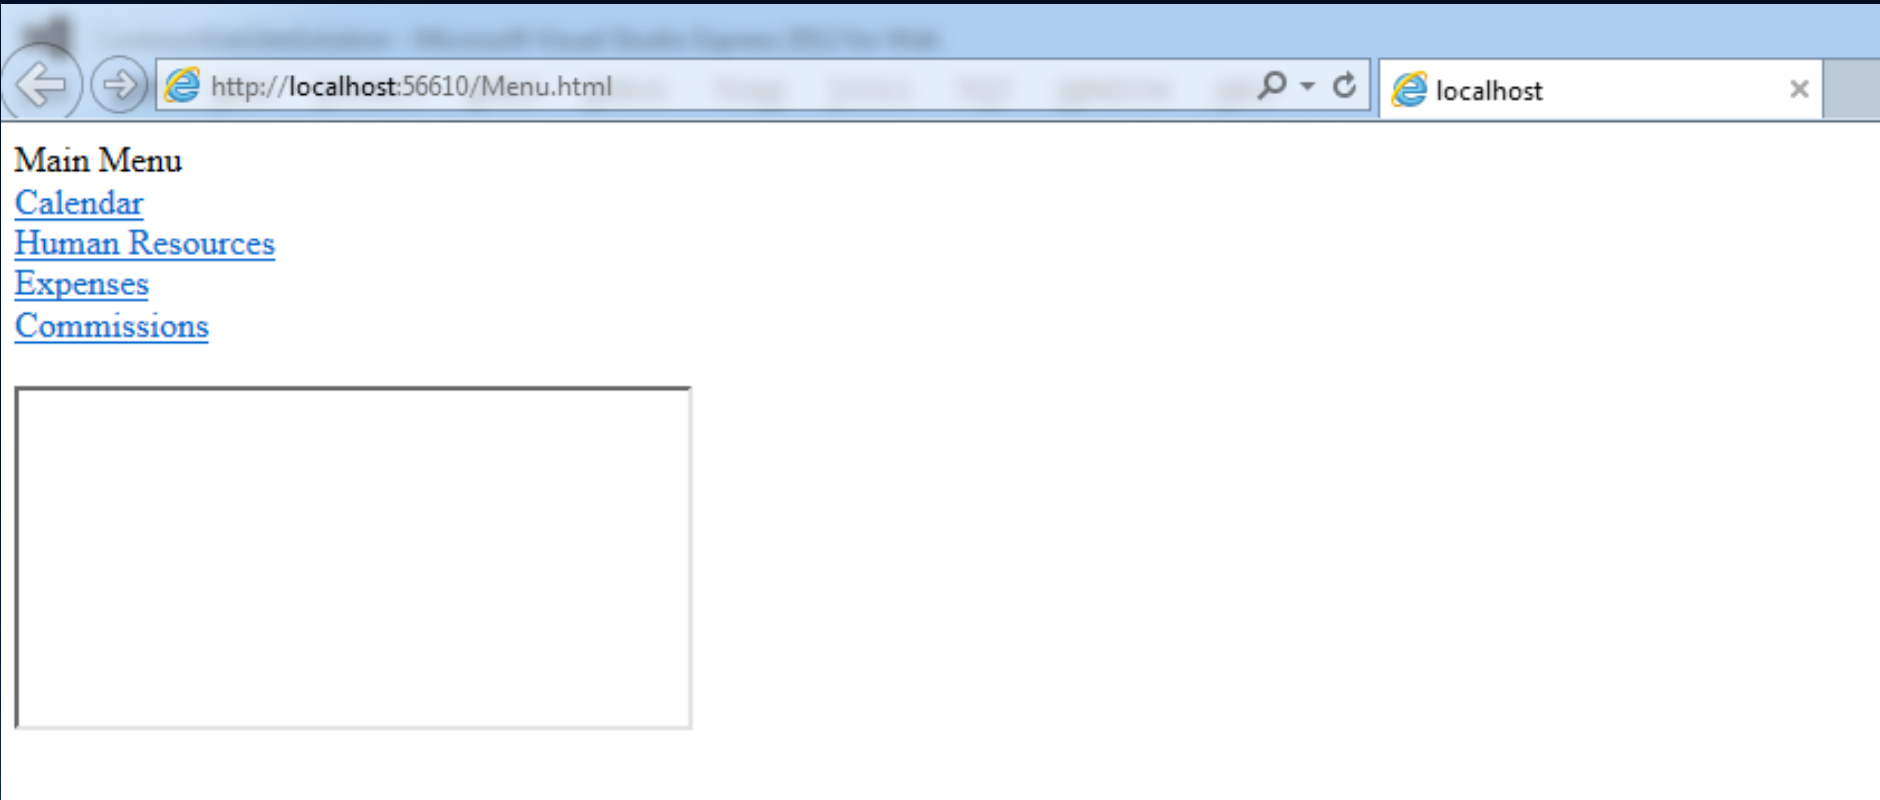 http://localhost:56610/Menu.html
localhost
Main Menu
Calendar
Human Resources
Expenses
Commissions